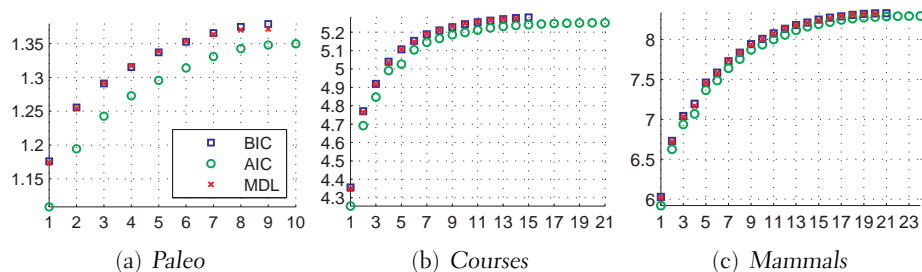 1.35
1.3
1.25
1.2
1.15
1 2 3 4 5 6 7 8 9 10
BIC
AIC
MDL
(a) Paleo
5.2
5.1
5
4.9
4.8
4.7
4.6
4.5
4.4
4.3
1 3 5 7 9 11 13 15 17 19 21
(b) Courses
8
7.5
7
6.5
6
1 3 5 7 9 11 13 15 17 19 21 23
(c) Mammals